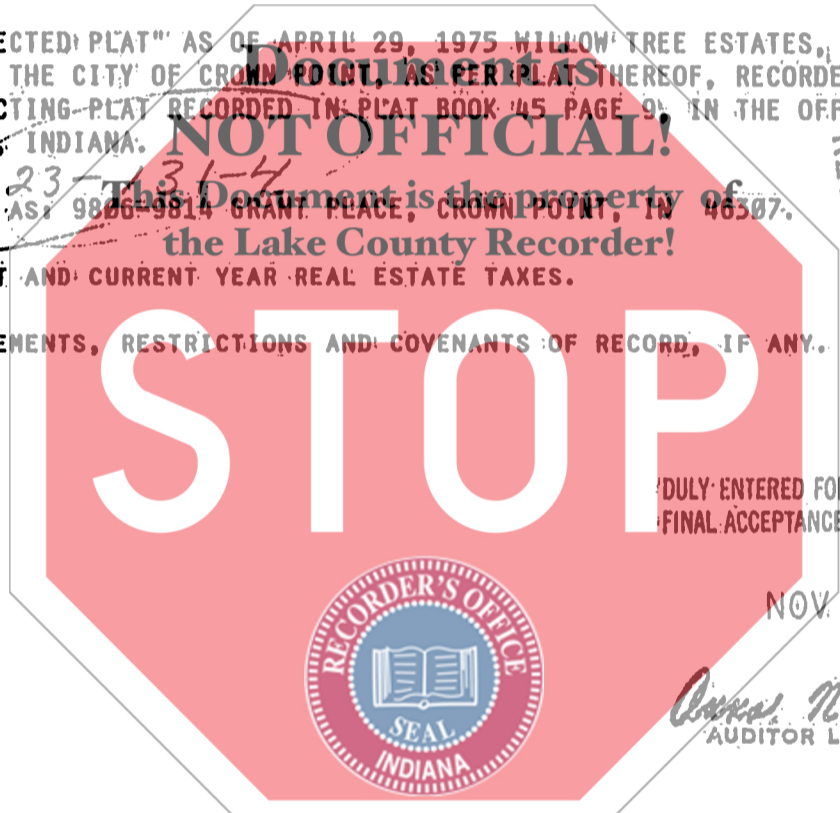 ECTED PLAT" AS OF APRIL 29, 1975 WILLOW TREE ESTATES,
Document is
THE CITY OF CROWN POINT, AS PER PLAT THEREOF, RECORDE
CTING PLAT RECORDED IN PLAT BOOK 45 PAGE 9, IN THE OFF
NOT OFFICIAL!
INDIANA.
23- 131-4
This Document is the property of
AS: 9806-9814 GRANT PLACE, CROWN POINT, IN 46307.
the Lake County Recorder!
T AND CURRENT YEAR REAL ESTATE TAXES.
EMENTS, RESTRICTIONS AND COVENANTS OF RECORD, IF ANY.
STOP
DULY ENTERED FOR
FINAL ACCEPTANCE
RECORDER'S OFFICE
NOV.
SEAL
INDIANA
AUDITOR L